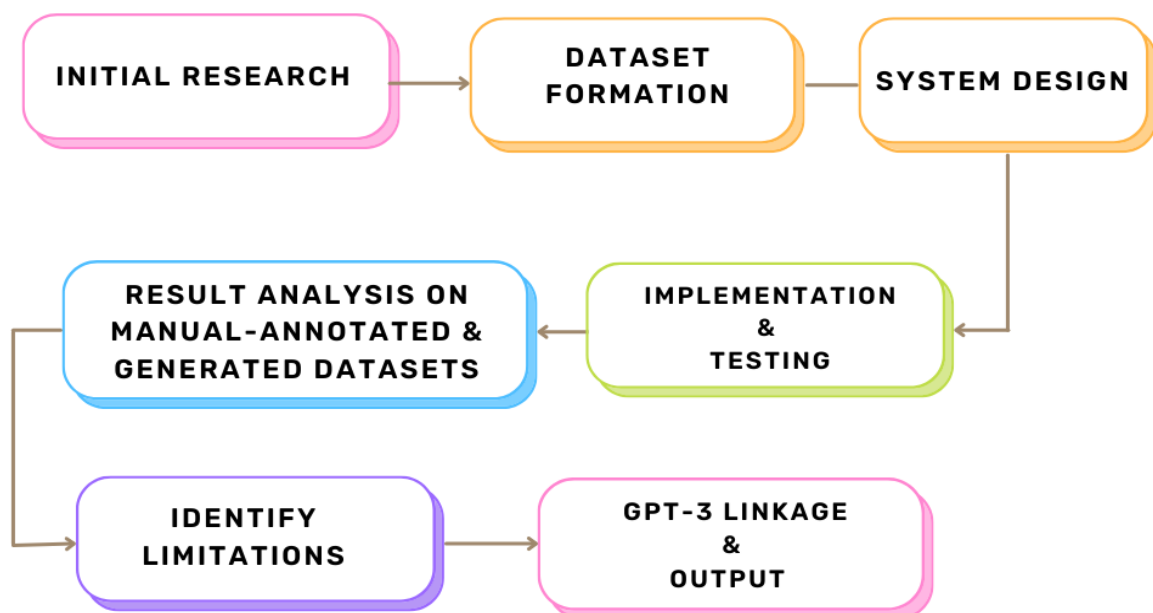 INITIAL RESEARCH
DATASET
FORMATION
SYSTEM DESIGN
IMPLEMENTATION
&
TESTING
RESULT ANALYSIS ON
MANUAL-ANNOTATED &
GENERATED DATASETS
IDENTIFY
LIMITATIONS
GPT-3 LINKAGE
&
OUTPUT